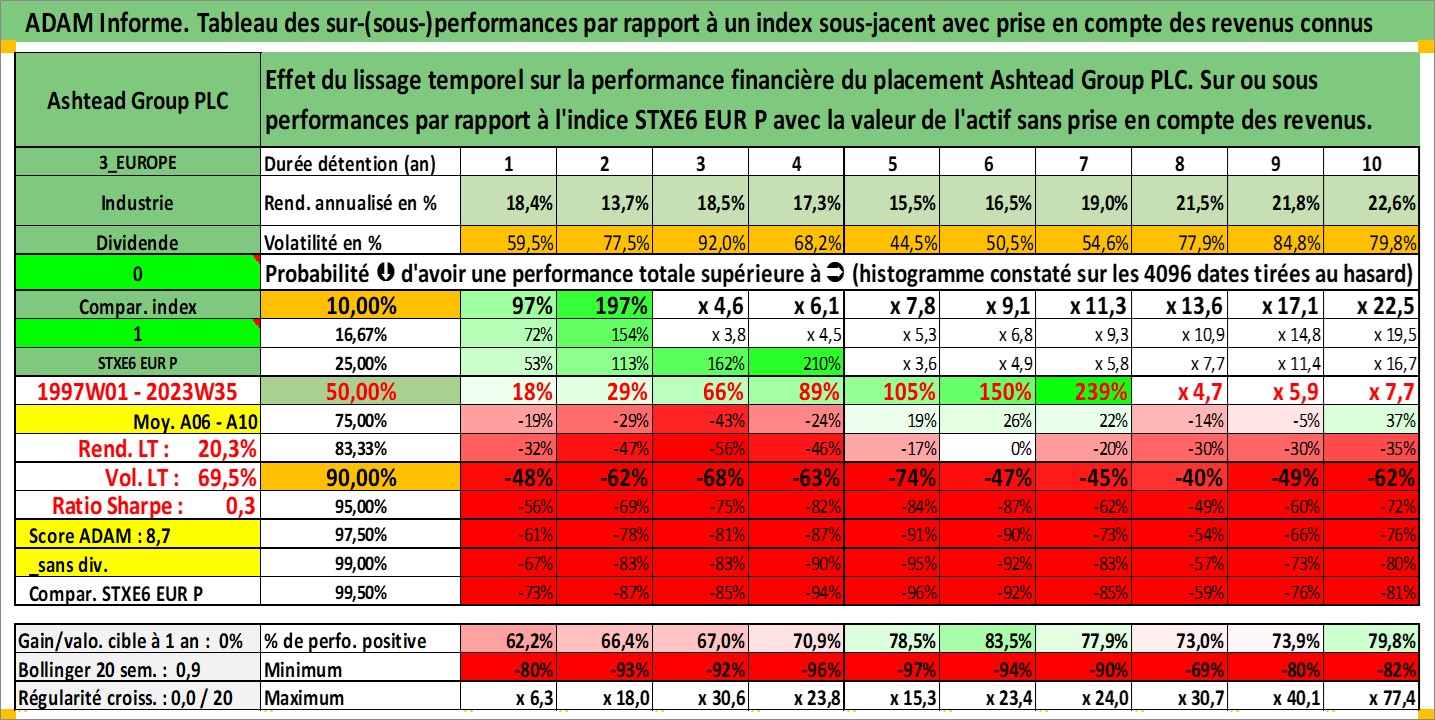 ADAM Informe. Tableau des sur-(sous-)performances par rapport à un index sous-jacent avec prise en compte des revenus connus
Ashtead Group PLC
Effet du lissage temporel sur la performance financière du placement Ashtead Group PLC. Sur ou sous
performances par rapport à l'indice STXE6 EUR P avec la valeur de l'actif sans prise en compte des revenus.
3_EUROPE Durée détention (an) 1 2 3 4 5 6 7 8 9 10
Industrie Rend. annualisé en % 18,4% 13,7% 18,5% 17,3% 15,5% 16,5% 19,0% 21,5% 21,8% 22,6%
Dividende Volatilité en % 59,5% 77,5% 92,0% 68,2% 44,5% 50,5% 54,6% 77,9% 84,8% 79,8%
0 Probabilité d'avoir une performance totale supérieure à (histogramme constaté sur les 4096 dates tirées au hasard)
Compar. index 10,00% 97% 197% x 4,6 x 6,1 x 7,8 x 9,1 x 11,3 x 13,6 x 17,1 x 22,5
1 16,67% 72% 154% x 3,8 x 4,5 x 5,3 x 6,8 x 9,3 x 10,9 x 14,8 x 19,5
STXE6 EUR P 25,00% 53% 113% 162% 210% x 3,6 x 4,9 x 5,8 x 7,7 x 11,4 x 16,7
1997W01 - 2023W35 50,00% 18% 29% 66% 89% 105% 150% 239% x 4,7 x 5,9 x 7,7
Moy. A06 - A10 75,00% -19% -29% -43% -24% 19% 26% 22% -14% -5% 37%
Rend. LT : 20,3% 83,33% -32% -47% -56% -46% -17% 0% -20% -30% -30% -35%
Vol. LT : 69,5% 90,00% -48% -62% -68% -63% -74% -47% -45% -40% -49% -62%
Ratio Sharpe : 0,3 95,00% -56% -69% -75% -82% -84% -87% -62% -49% -60% -72%
Score ADAM : 8,7 97,50% -61% -78% -81% -87% -91% -90% -73% -54% -66% -76%
_sans div. 99,00% -67% -83% -83% -90% -95% -92% -83% -57% -73% -80%
Compar. STXE6 EUR P 99,50% -73% -87% -85% -94% -96% -92% -85% -59% -76% -81%
Gain/valo. cible à 1 an : 0% % de perfo. positive 62,2% 66,4% 67,0% 70,9% 78,5% 83,5% 77,9% 73,0% 73,9% 79,8%
Bollinger 20 sem. : 0,9 Minimum -80% -93% -92% -96% -97% -94% -90% -69% -80% -82%
Régularité croiss. : 0,0 / 20 Maximum x 6,3 x 18,0 x 30,6 x 23,8 x 15,3 x 23,4 x 24,0 x 30,7 x 40,1 x 77,4